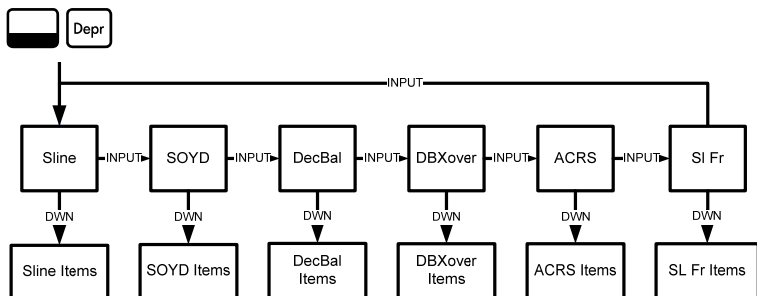 Depr
INPUT
Sline
INPUT
SOYD
INPUT
DecBal
INPUT
DBXover
INPUT
ACRS
INPUT
Sl Fr
DWN
DWN
DWN
DWN
DWN
DWN
Sline Items
SOYD Items
DecBal
Items
DBXover
Items
ACRS Items
SL Fr Items